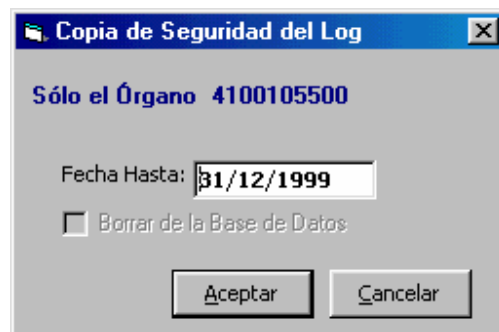 Copia de Seguridad del Log
Sólo el Órgano 4100105500
Fecha Hasta: 31/12/1999
Borrar de la Base de Datos
Aceptar Cancelar